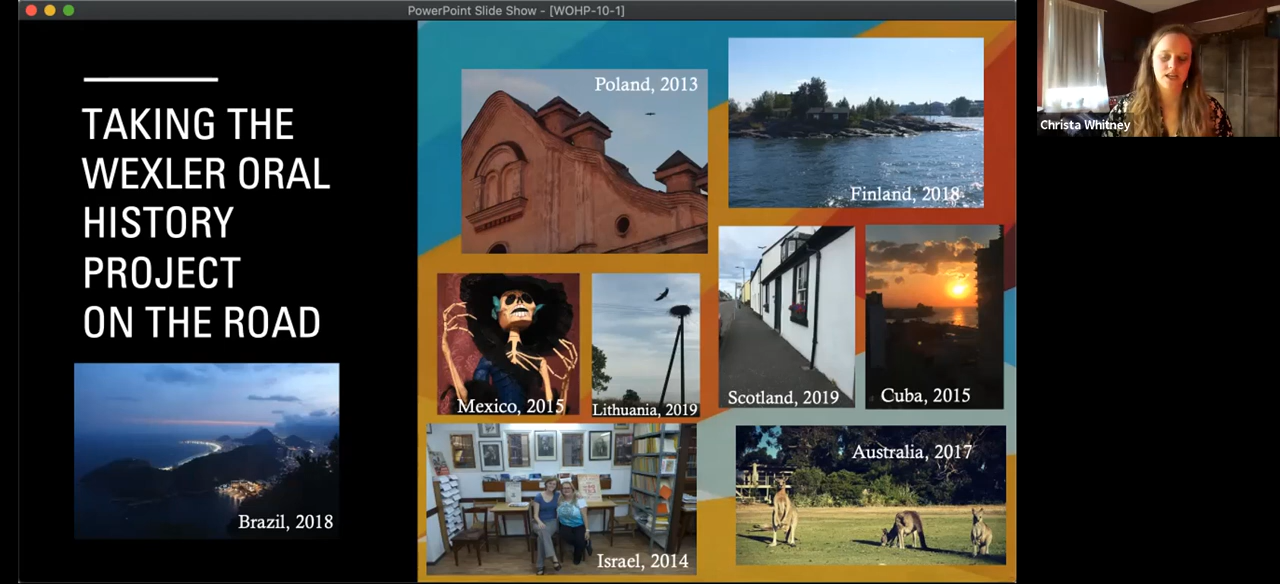 PowerPoint Slide Show - [WOHP-10-1]
TAKING THE
WEXLER ORAL
HISTORY
PROJECT
ON THE ROAD
Brazil, 2018
Poland, 2013
Finland, 2018
Mexico, 2015
Lithuania, 2019
Scotland, 2019
Cuba, 2015
Israel, 2014
Australia, 2017
Christa Whitney